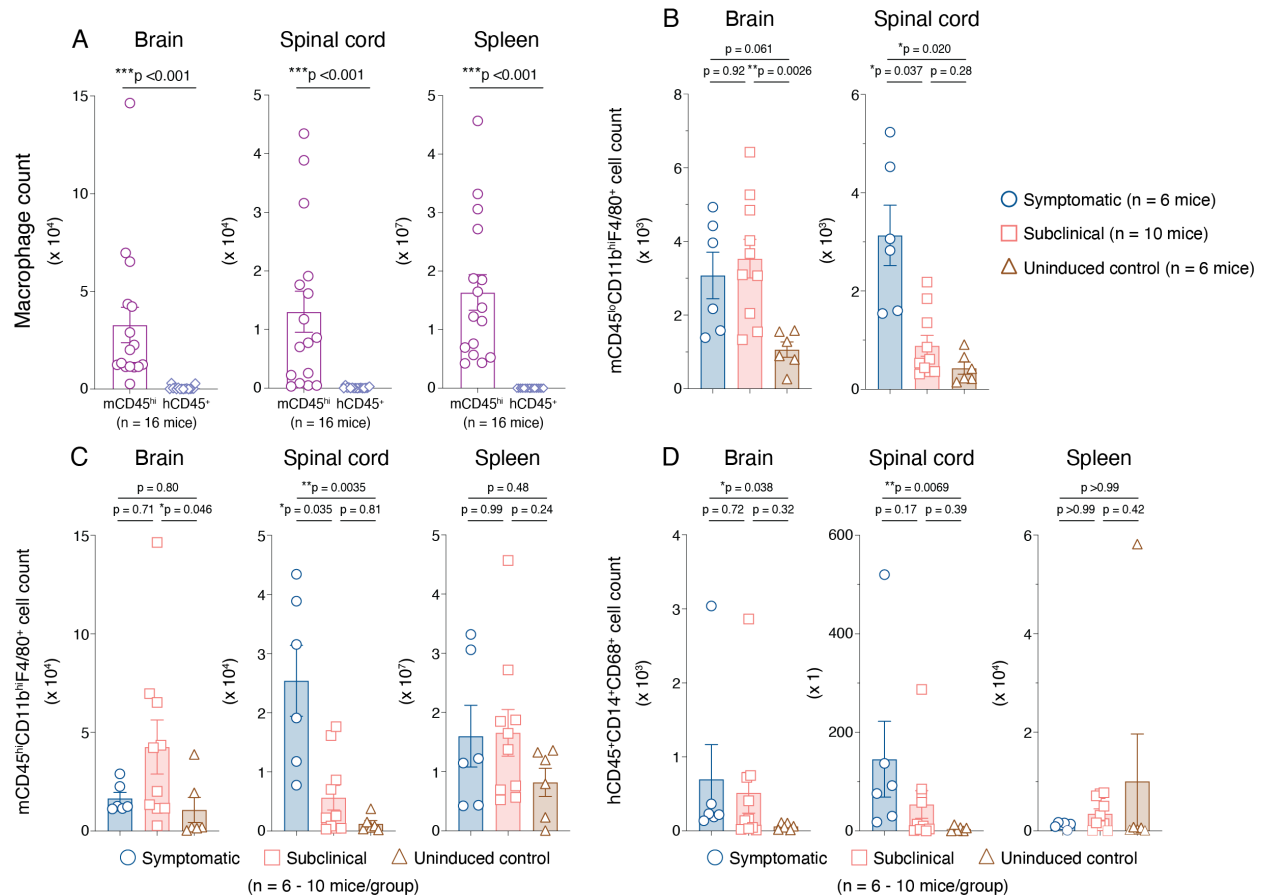 A
Brain
Spinal cord
Spleen
***p <0.001
***p <0.001
***p <0.001
Macrophage count
(x 10⁴)
15
10
5
0
mCD45ʰⁱ hCD45⁺
(n = 16 mice)
(x 10⁴)
5
4
3
2
1
0
mCD45ʰⁱ hCD45⁺
(n = 16 mice)
(x 10⁷)
5
4
3
2
1
0
mCD45ʰⁱ hCD45⁺
(n = 16 mice)
B
Brain
Spinal cord
p = 0.061
p = 0.92 **p = 0.0026
*p = 0.020
*p = 0.037 p = 0.28
mCD45ˡᵒCD11bʰⁱF4/80⁺ cell count
(x 10³)
8
6
4
2
0
(x 10³)
6
4
2
0
Symptomatic (n = 6 mice)
Subclinical (n = 10 mice)
Uninduced control (n = 6 mice)
C
Brain
Spinal cord
Spleen
p = 0.80
p = 0.71 *p = 0.046
**p = 0.0035
*p = 0.035 p = 0.81
p = 0.48
p = 0.99 p = 0.24
mCD45ʰⁱCD11bʰⁱF4/80⁺ cell count
(x 10⁴)
15
10
5
0
(x 10⁴)
5
4
3
2
1
0
(x 10⁷)
5
4
3
2
1
0
Symptomatic Subclinical Uninduced control
(n = 6 - 10 mice/group)
D
Brain
Spinal cord
Spleen
*p = 0.038
p = 0.72 p = 0.32
**p = 0.0069
p = 0.17 p = 0.39
p >0.99
p >0.99 p = 0.42
hCD45⁺CD14⁺CD68⁺ cell count
(x 10³)
4
3
2
1
0
(x 1)
600
400
200
0
(x 10⁴)
6
4
2
0
Symptomatic Subclinical Uninduced control
(n = 6 - 10 mice/group)